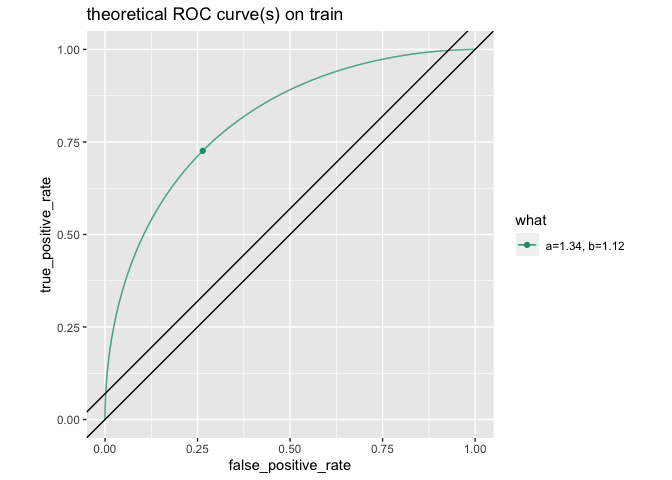 theoretical ROC curve(s) on train
1.00
0.75
0.50
0.25
0.00
true_positive_rate
0.00 0.25 0.50 0.75 1.00
false_positive_rate
what
a=1.34, b=1.12